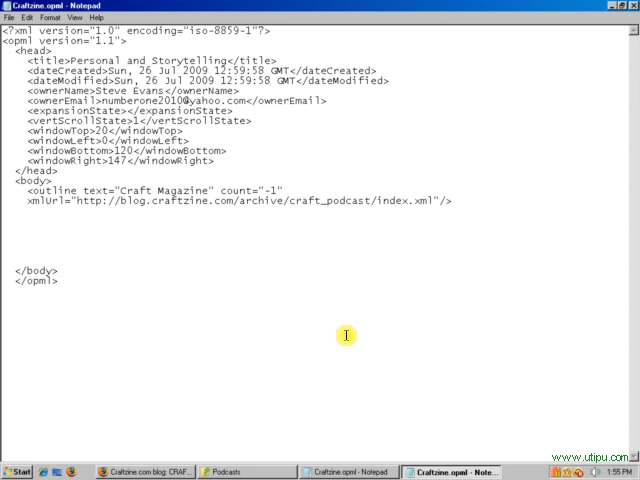 Craftzine.opml - Notepad
File Edit Format View Help
<?xml version="1.0" encoding="iso-8859-1"?>
<opml version="1.1">
<head>
<title>Personal and Storytelling</title>
<dateCreated>Sun, 26 Jul 2009 12:59:58 GMT</dateCreated>
<dateModified>Sun, 26 Jul 2009 12:59:58 GMT</dateModified>
<ownerName>Steve Evans</ownerName>
<ownerEmail>numberone2010@yahoo.com</ownerEmail>
<expansionState></expansionState>
<vertScrollState>1</vertScrollState>
<windowTop>20</windowTop>
<windowLeft>0</windowLeft>
<windowBottom>120</windowBottom>
<windowRight>147</windowRight>
</head>
<body>
<outline text="Craft Magazine" count="-1"
xmlUrl="http://blog.craftzine.com/archive/craft_podcast/index.xml"/>
</body>
</opml>
www.utipu.com
Start Craftzine.com blog: CRAF... Podcasts Craftzine.opml - Notepad Craftzine.opml - Note... 1:55 PM